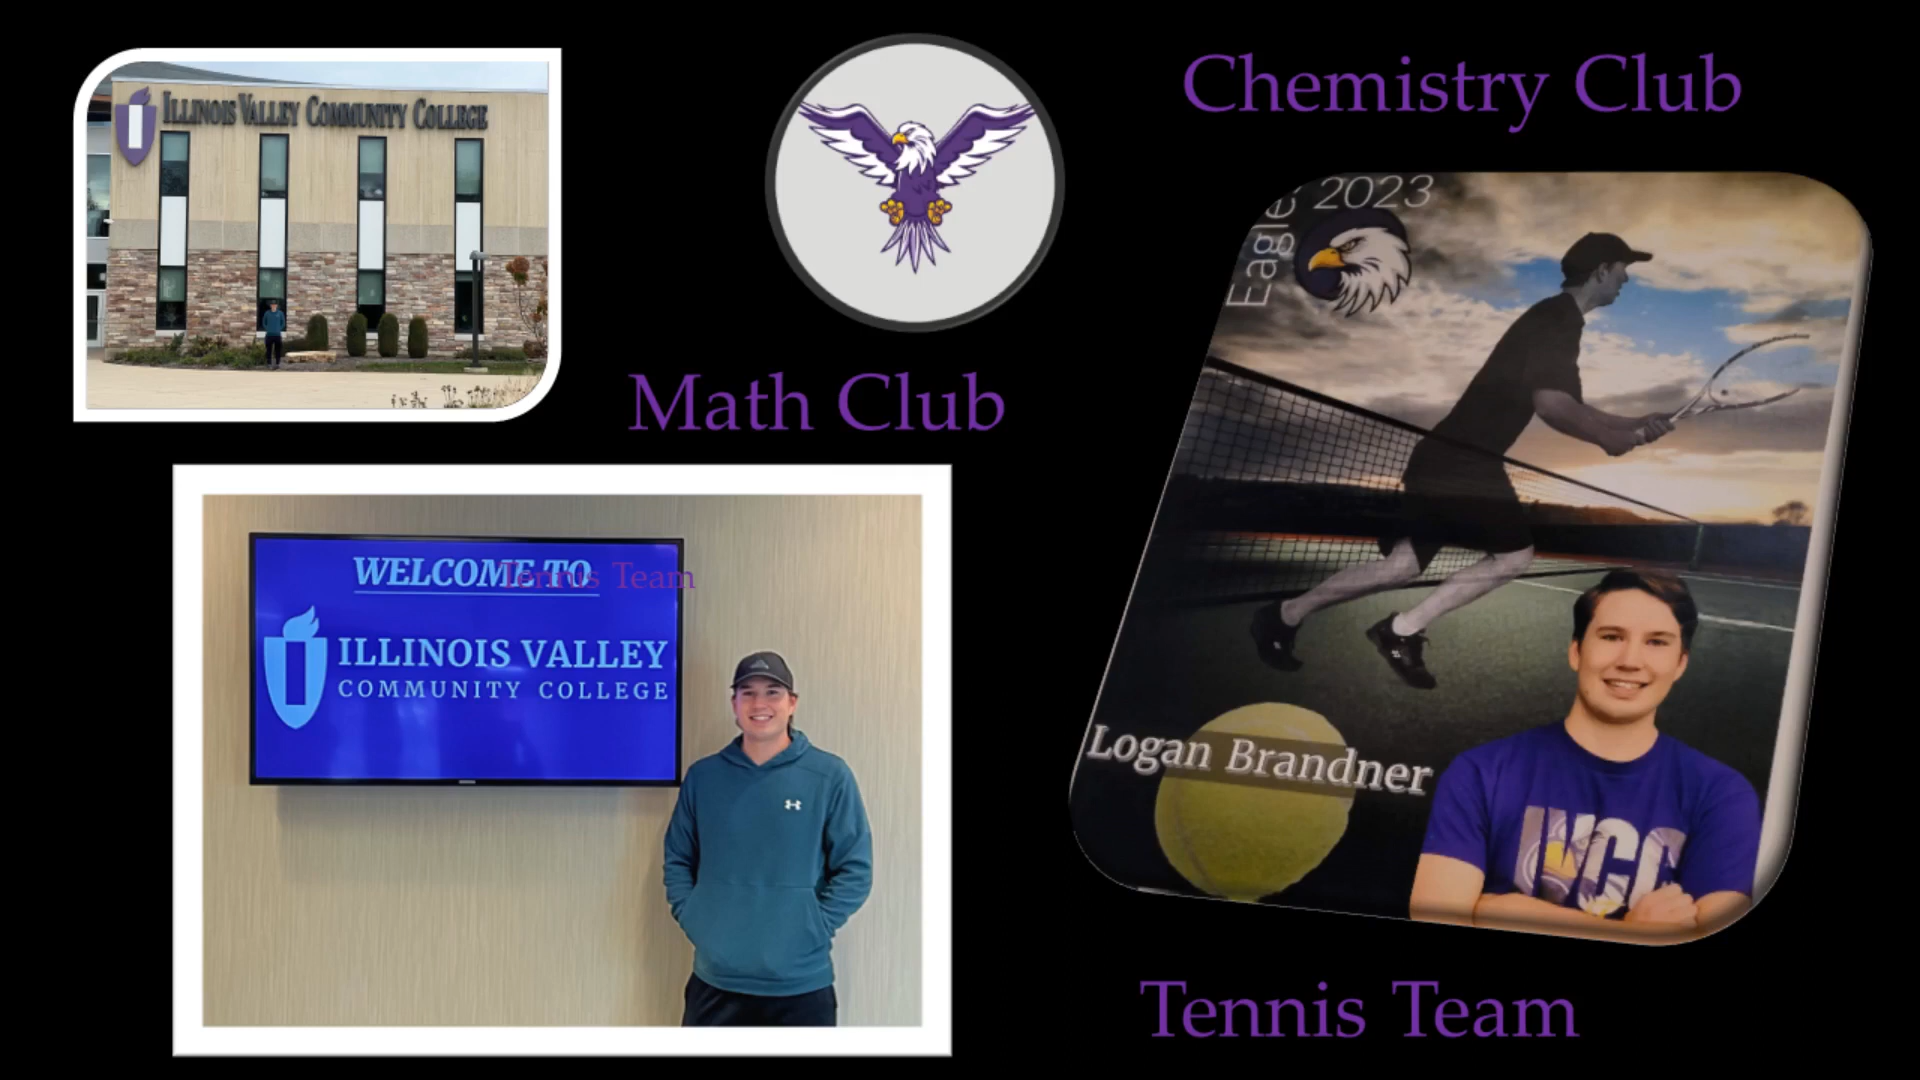 ILLINOIS VALLEY COMMUNITY COLLEGE
Chemistry Club
Math Club
Eagles 2023
WELCOME TO
Tennis Team
ILLINOIS VALLEY
COMMUNITY COLLEGE
Logan Brandner
IVCC
Tennis Team